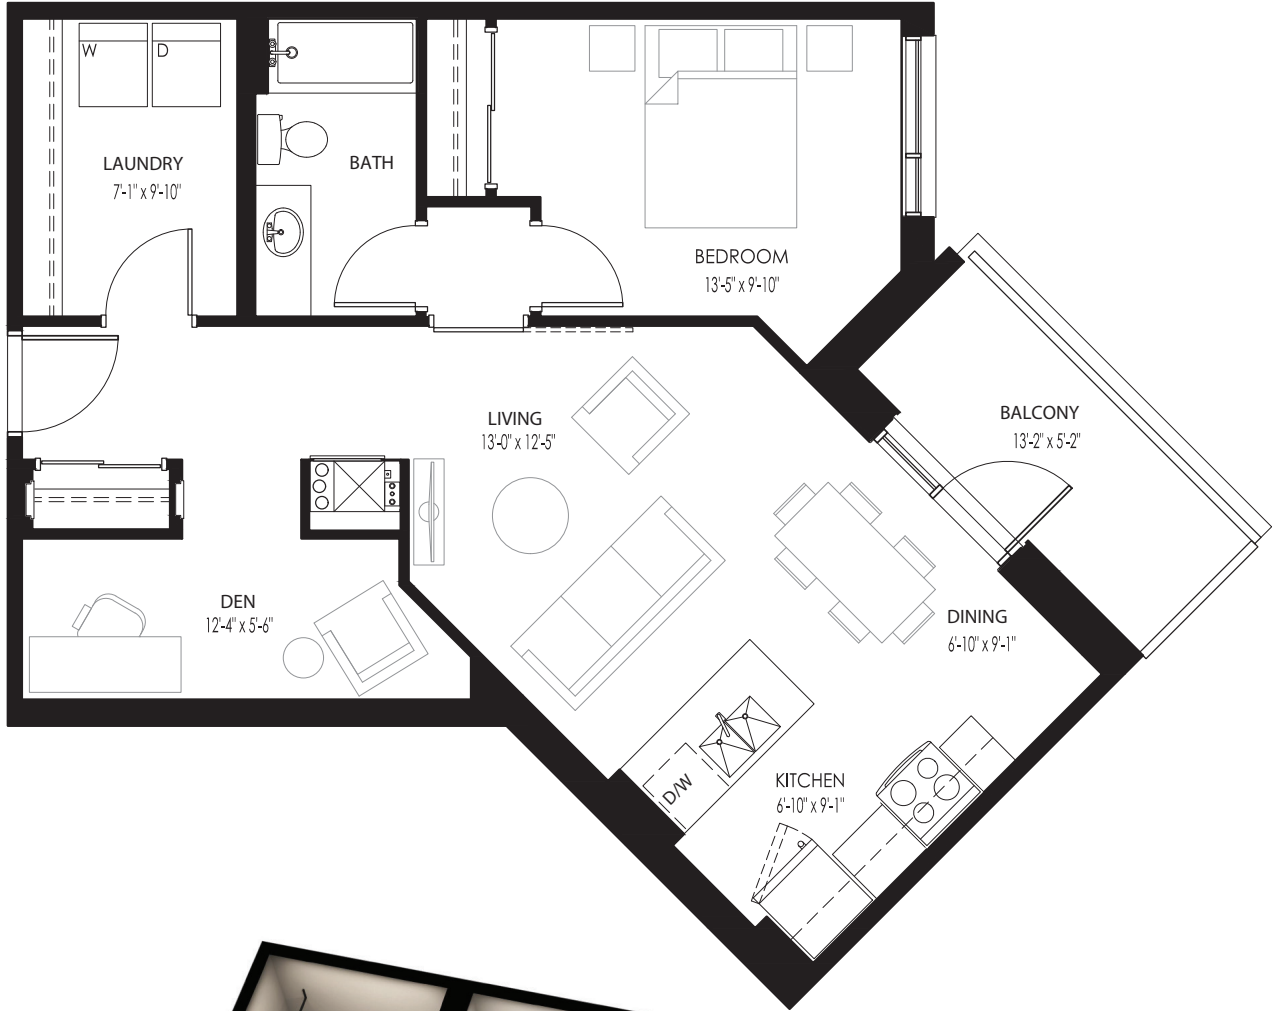 W
D
LAUNDRY
7'-1" x 9'-10"
BATH
BEDROOM
13'-5" x 9'-10"
LIVING
13'-0" x 12'-5"
BALCONY
13'-2" x 5'-2"
DEN
12'-4" x 5'-6"
DINING
6'-10" x 9'-1"
D/W
KITCHEN
6'-10" x 9'-1"